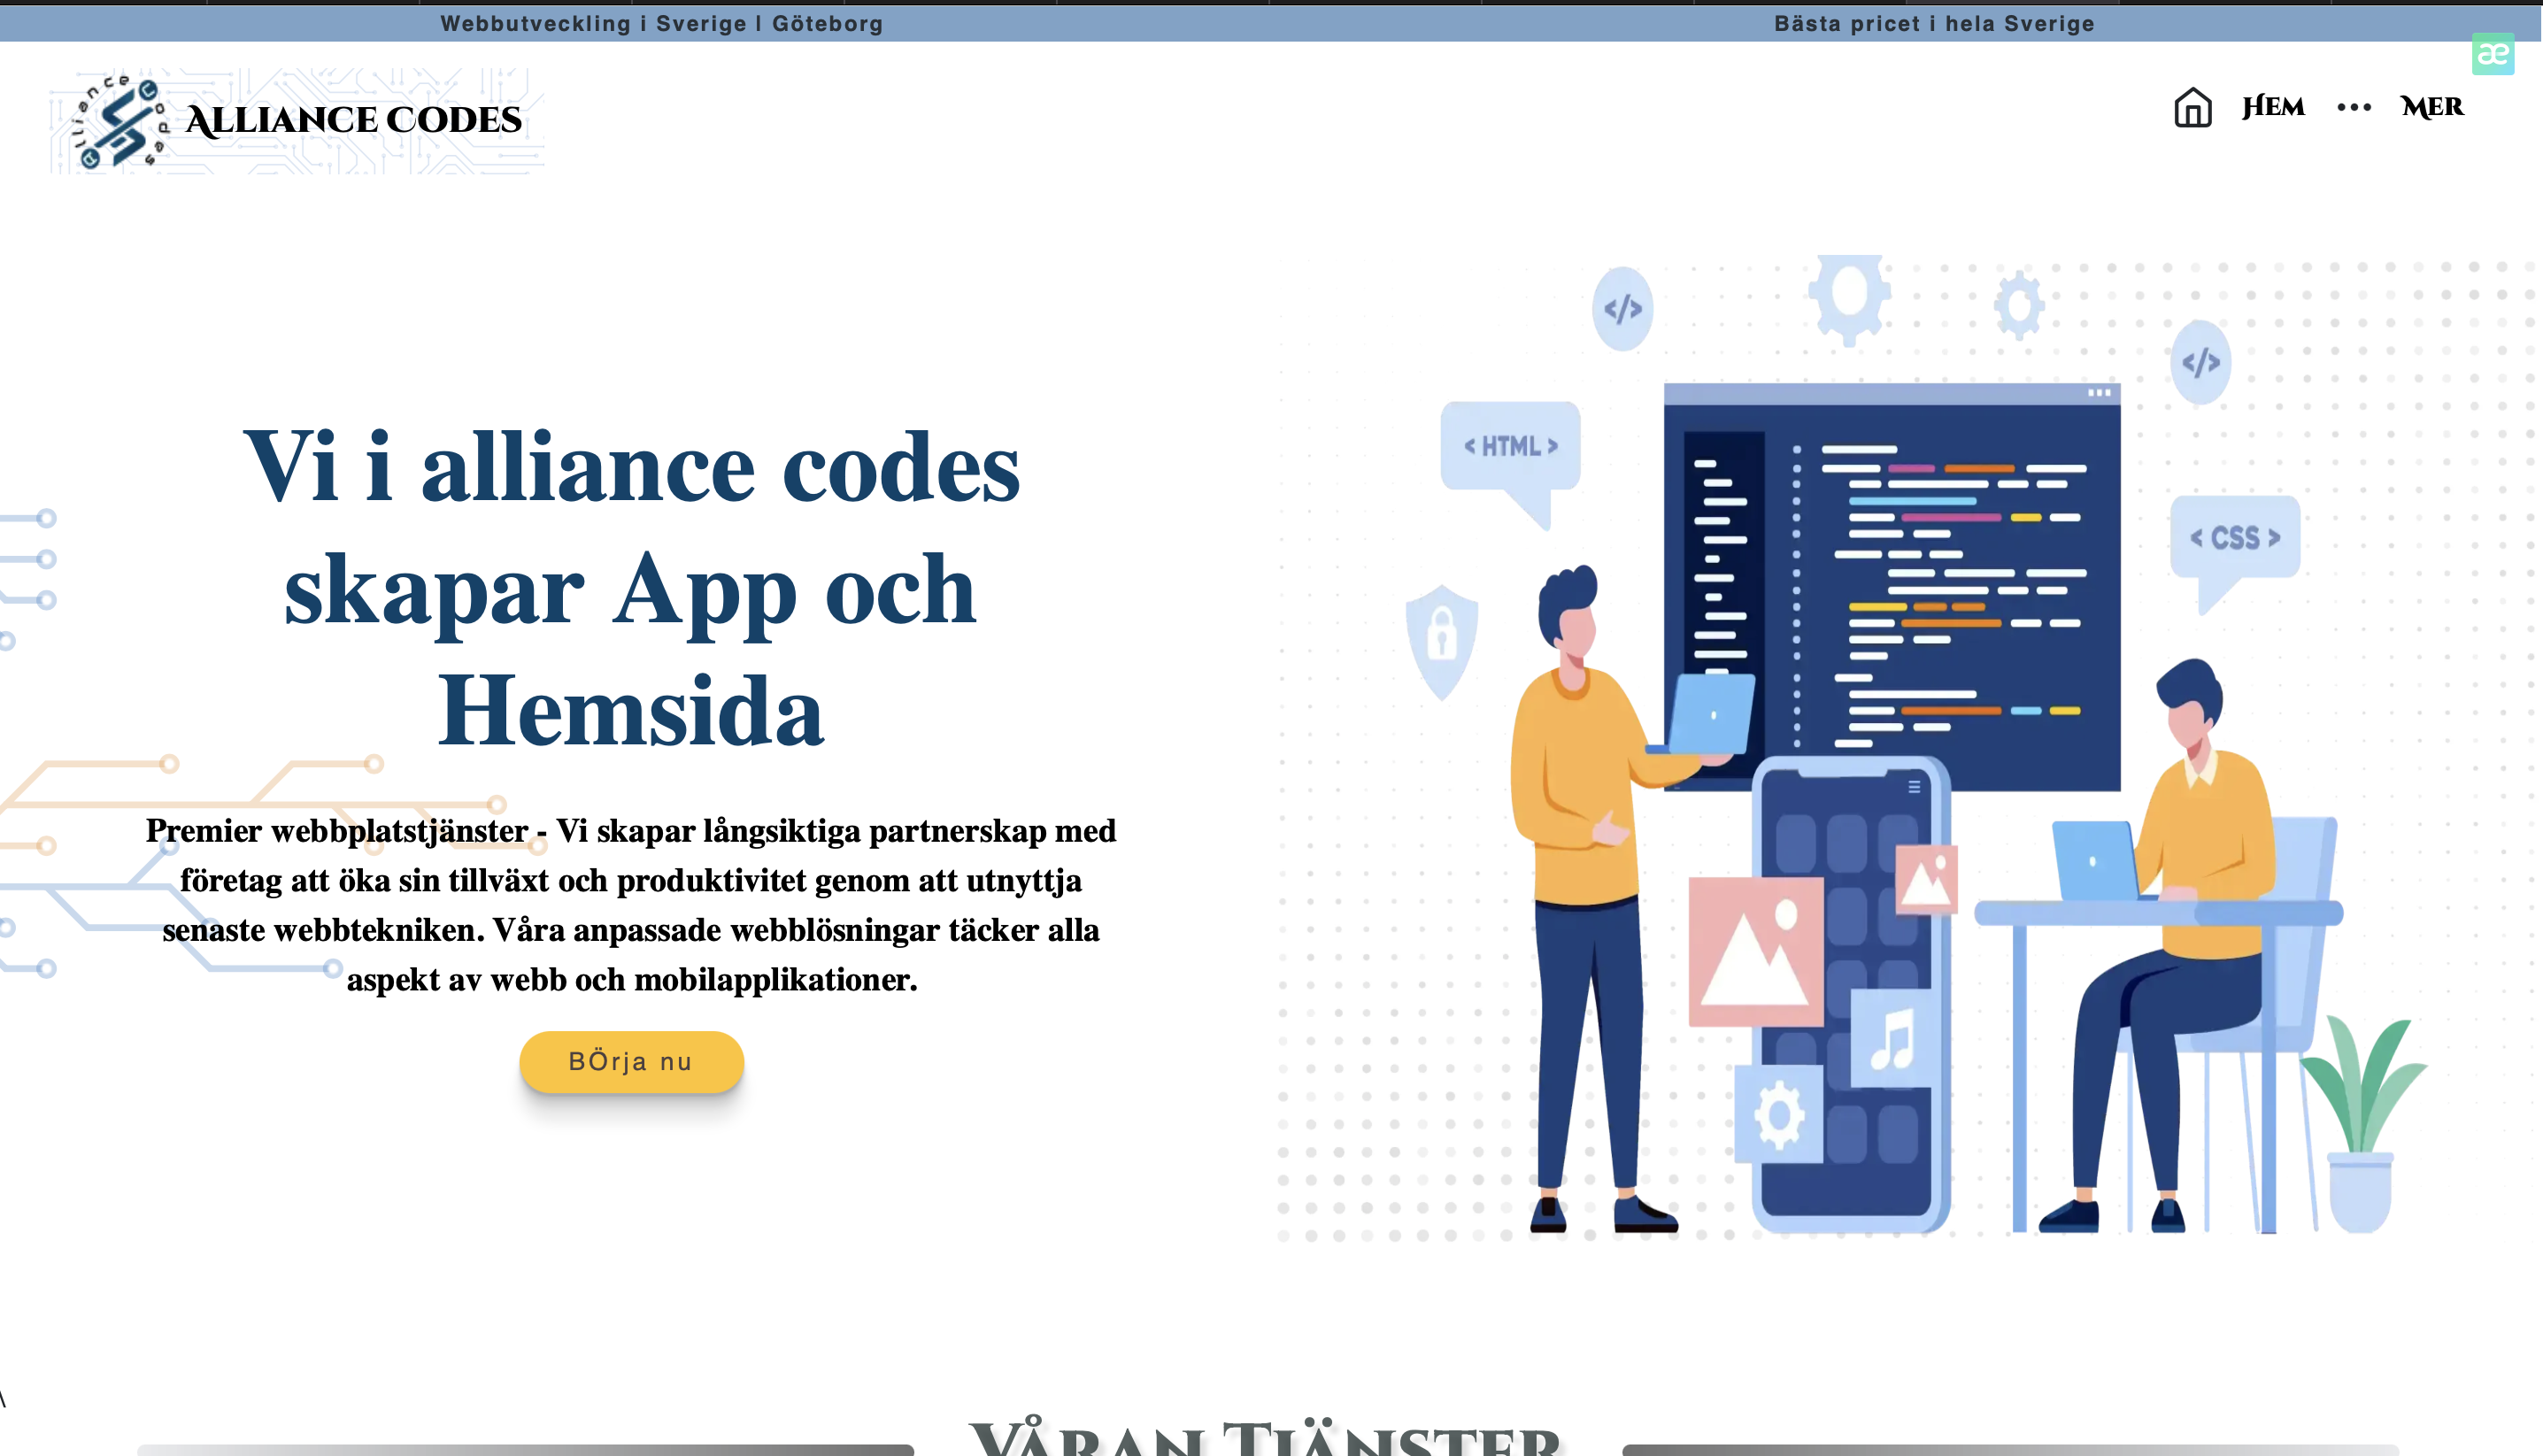 Webbutveckling i Sverige | Göteborg
Bästa pricet i hela Sverige
æ
Alliance Codes
ALLIANCE CODES
HEM
MER
</>
</>
< HTML >
< CSS >
Vi i alliance codes
skapar App och
Hemsida
Premier webbplatstjänster - Vi skapar långsiktiga partnerskap med
företag att öka sin tillväxt och produktivitet genom att utnyttja
senaste webbtekniken. Våra anpassade webblösningar täcker alla
aspekt av webb och mobilapplikationer.
BÖrja nu
\
VÅRAN TJÄNSTER